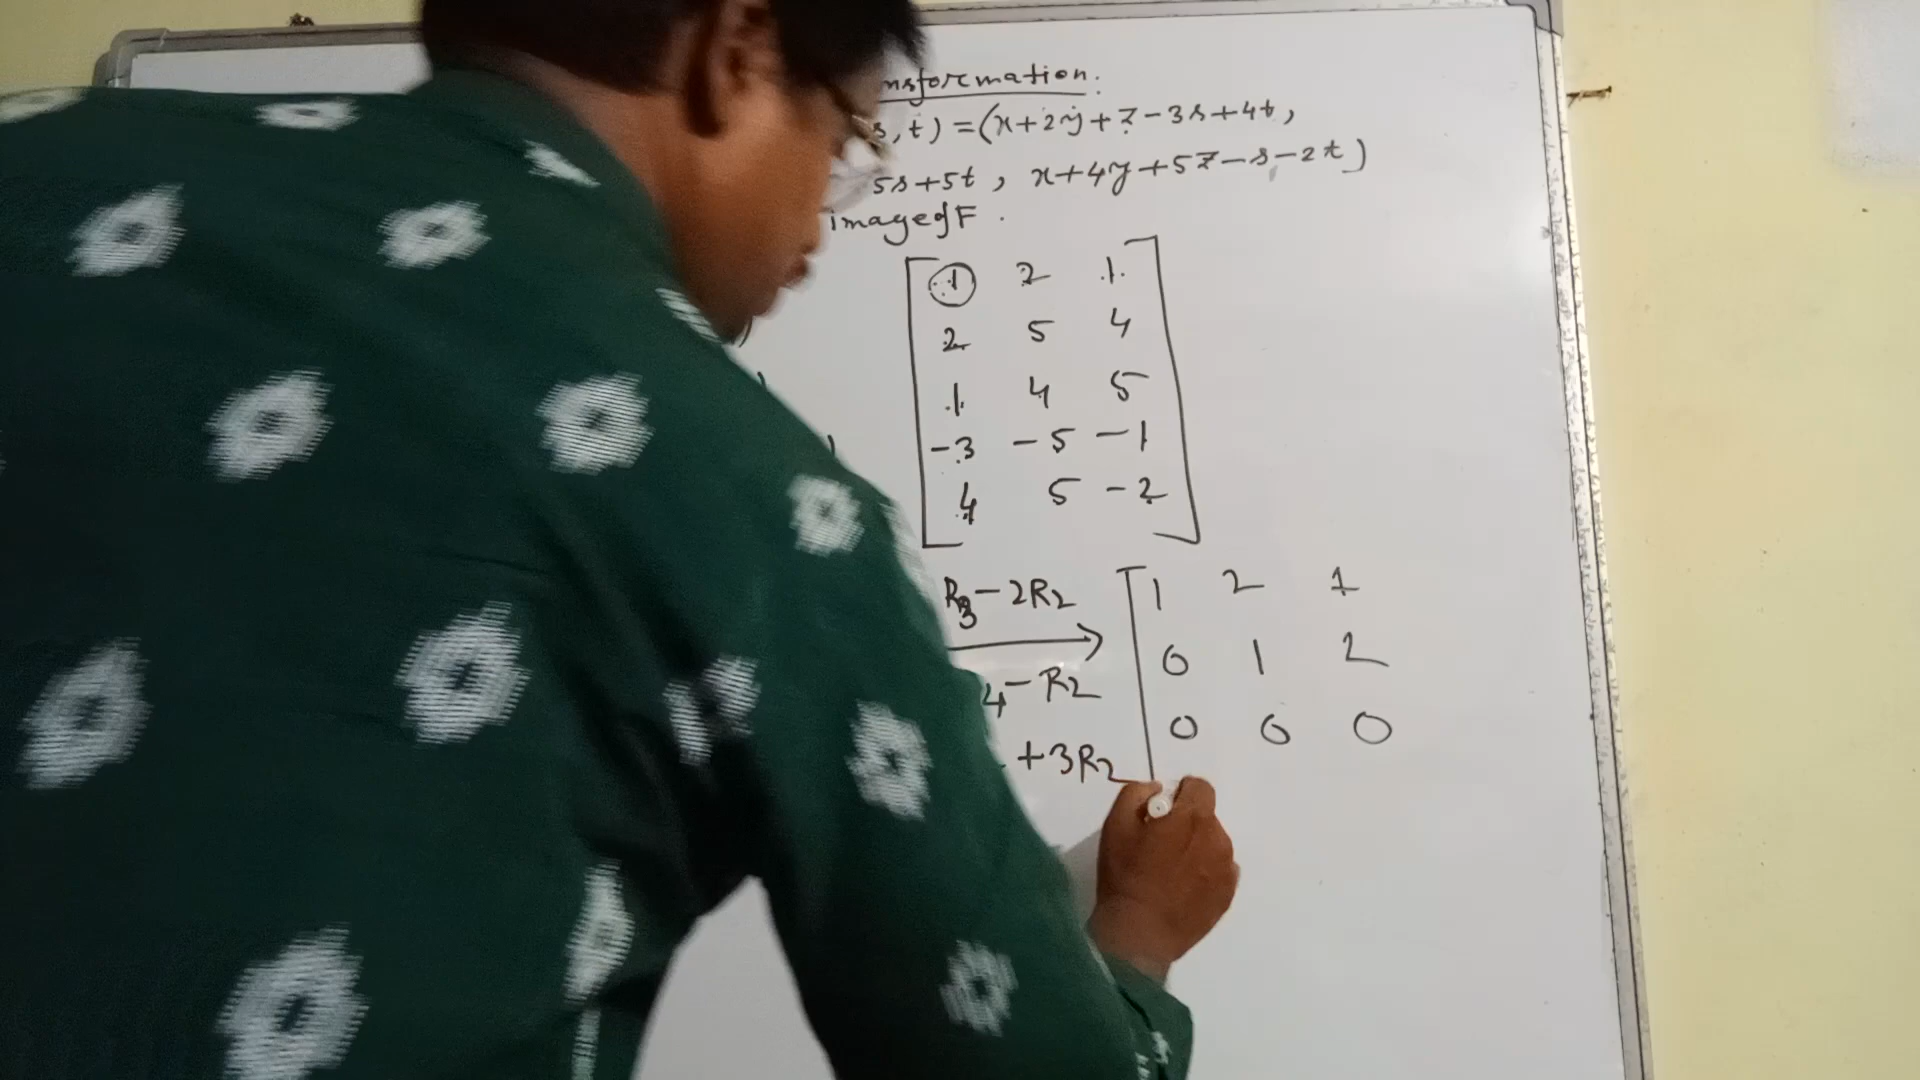 nsformation.
s, t) = (x+2y+z-3s+4t,
5s+5t, x+4y+5z-s-2t)
image of F.
1 2 1
2 5 4
1 4 5
-3 -5 -1
4 5 -2
R3-2R2
4-R2
+3R2
1 2 1
0 1 2
0 0 0